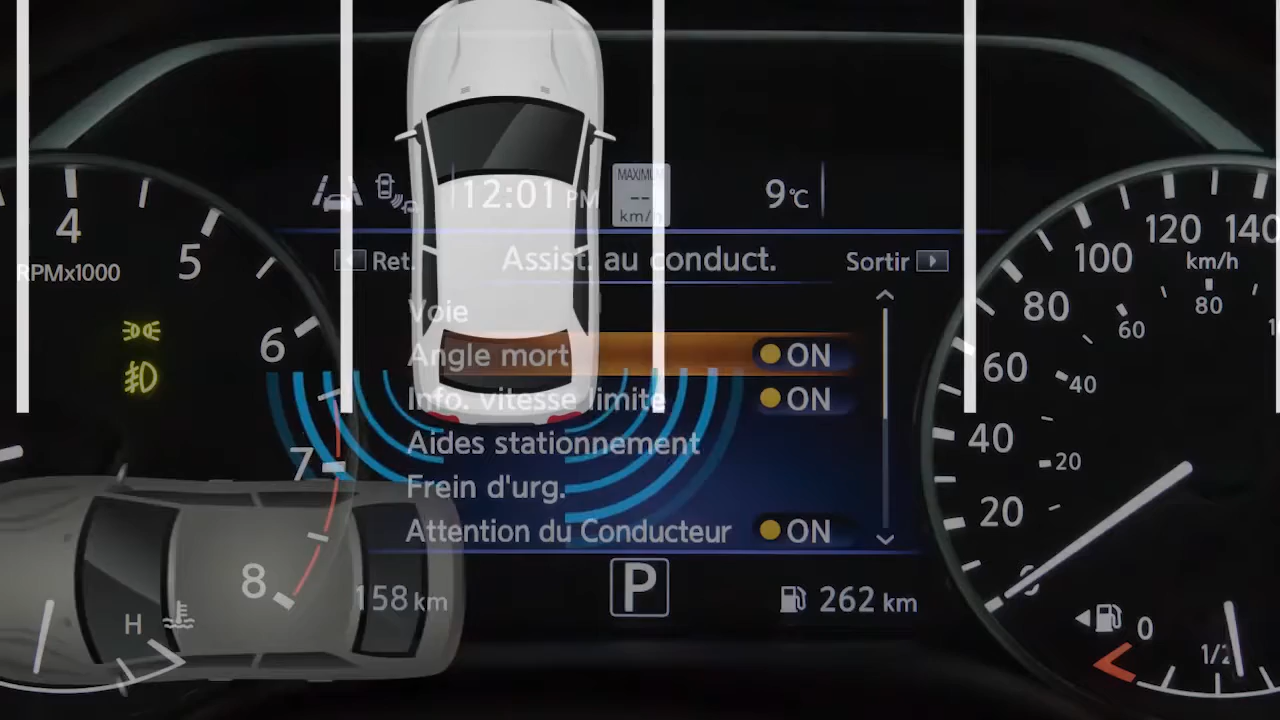 12:01 PM
MAXIMUM
--
km/h
9°C
4
5
6
7
8
RPMx1000
H
Ret.
Assist. au conduct.
Sortir
Voie
Angle mort ON
Info. vitesse limite ON
Aides stationnement
Frein d'urg.
Attention du Conducteur ON
158 km
P
262 km
20
40
60
80
100
120
140
km/h
20
40
60
80
0
1/2